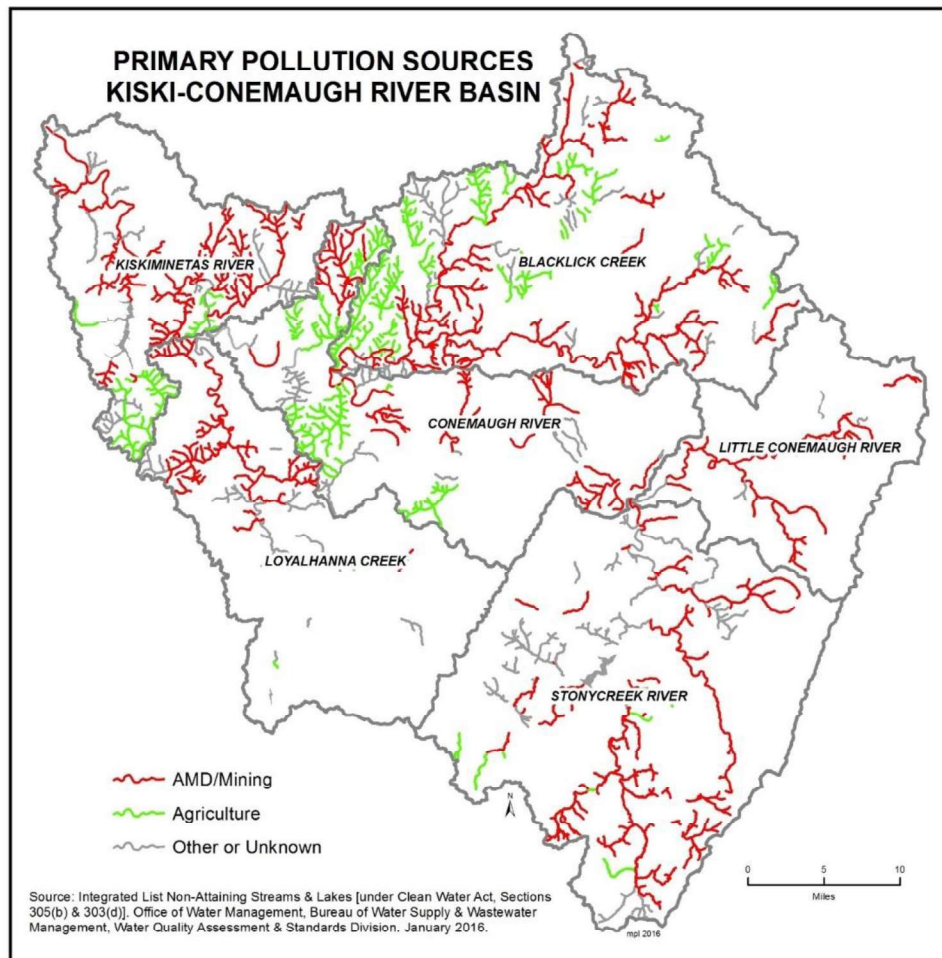 PRIMARY POLLUTION SOURCES
KISKI-CONEMAUGH RIVER BASIN
KISKIMINETAS RIVER
BLACKLICK CREEK
CONEMAUGH RIVER
LITTLE CONEMAUGH RIVER
LOYALHANNA CREEK
STONYCREEK RIVER
AMD/Mining
Agriculture
Other or Unknown
N
0 5 10
Miles
Source: Integrated List Non-Attaining Streams & Lakes [under Clean Water Act, Sections
305(b) & 303(d)]. Office of Water Management, Bureau of Water Supply & Wastewater
Management, Water Quality Assessment & Standards Division. January 2016.
mpl 2016